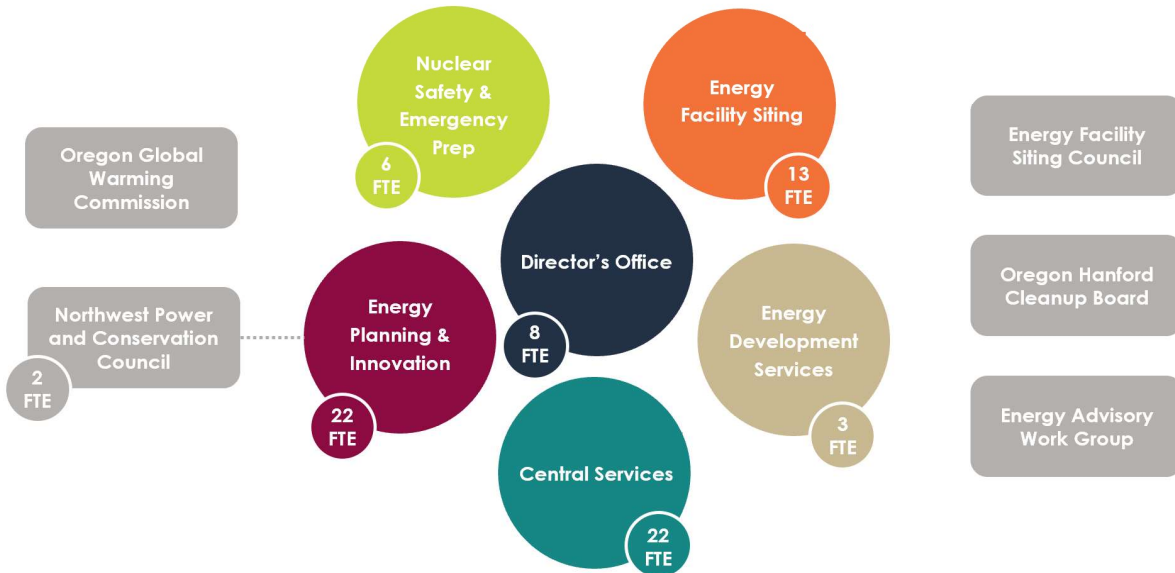 Nuclear
Safety &
Emergency
Prep
6
FTE
Energy
Facility Siting
13
FTE
Oregon Global
Warming
Commission
Northwest Power
and Conservation
Council
2
FTE
Director’s Office
8
FTE
Energy
Planning &
Innovation
22
FTE
Energy
Development
Services
3
FTE
Central Services
22
FTE
Energy Facility
Siting Council
Oregon Hanford
Cleanup Board
Energy Advisory
Work Group